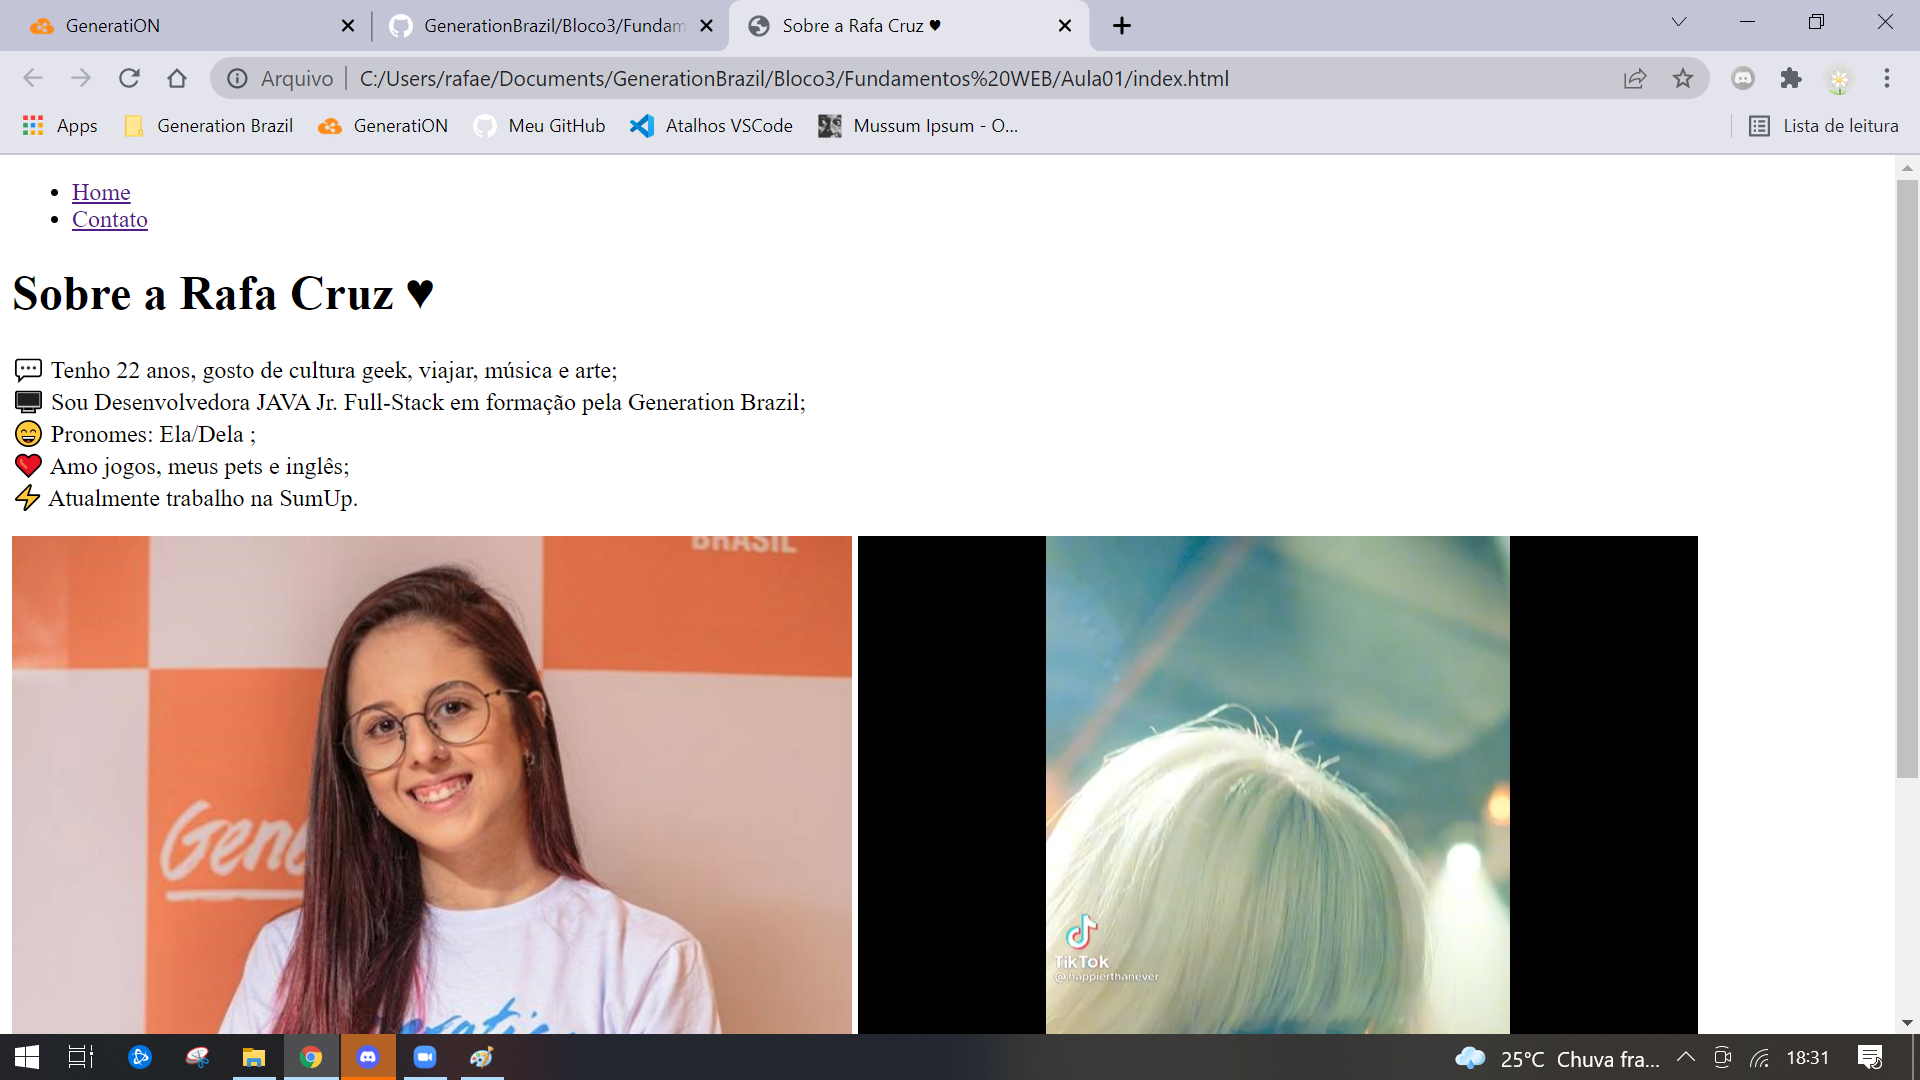 GeneratiON
GenerationBrazil/Bloco3/Fundam
Sobre a Rafa Cruz ♥
Arquivo
C:/Users/rafae/Documents/GenerationBrazil/Bloco3/Fundamentos%20WEB/Aula01/index.html
Apps
Generation Brazil
GeneratiON
Meu GitHub
Atalhos VSCode
Mussum Ipsum - O...
Lista de leitura
Home
Contato
Sobre a Rafa Cruz ♥
Tenho 22 anos, gosto de cultura geek, viajar, música e arte;
Sou Desenvolvedora JAVA Jr. Full-Stack em formação pela Generation Brazil;
Pronomes: Ela/Dela ;
Amo jogos, meus pets e inglês;
Atualmente trabalho na SumUp.
BRASIL
Gene
TikTok
@happierthanever
25°C Chuva fra...
18:31